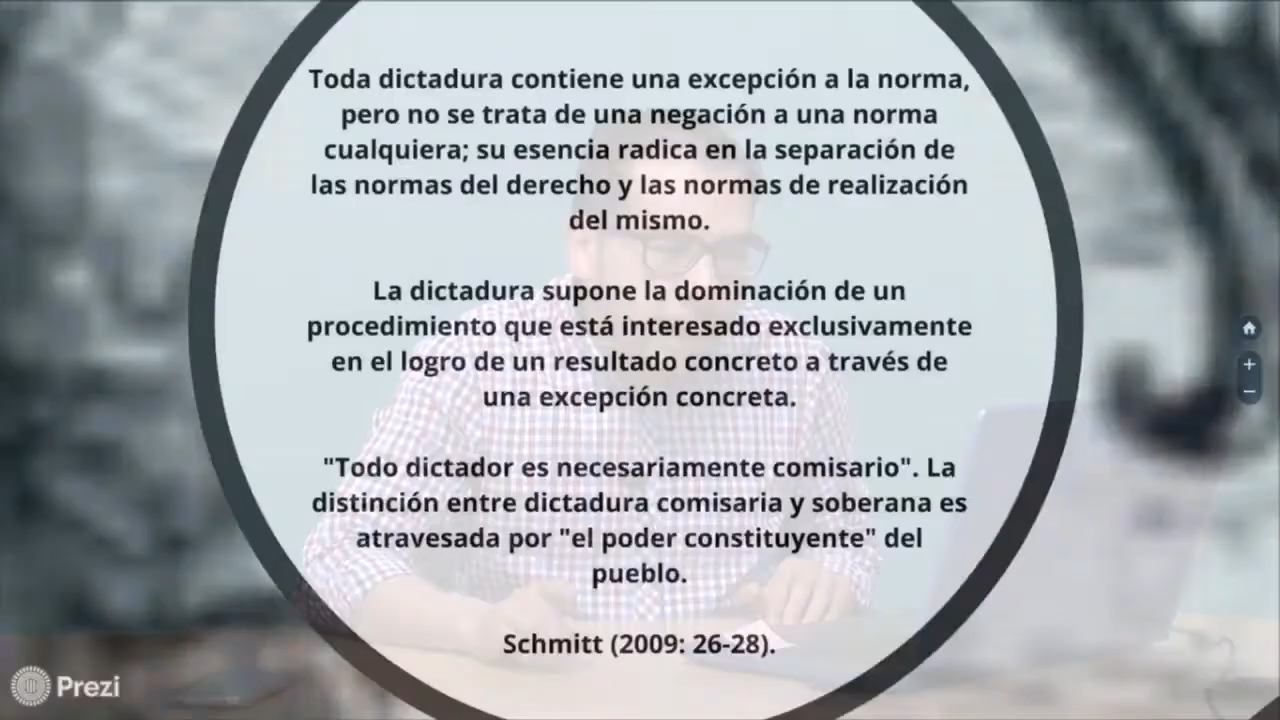 Toda dictadura contiene una excepción a la norma,
pero no se trata de una negación a una norma
cualquiera; su esencia radica en la separación de
las normas del derecho y las normas de realización
del mismo.
La dictadura supone la dominación de un
procedimiento que está interesado exclusivamente
en el logro de un resultado concreto a través de
una excepción concreta.
"Todo dictador es necesariamente comisario". La
distinción entre dictadura comisaria y soberana es
atravesada por "el poder constituyente" del
pueblo.
Schmitt (2009: 26-28).
Prezi